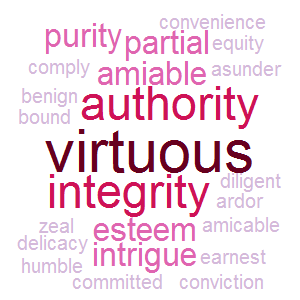 convenience
purity partial equity
comply amiable asunder
benign authority
bound
virtuous
integrity diligent
ardor
zeal esteem amicable
delicacy intrigue earnest
humble
committed conviction